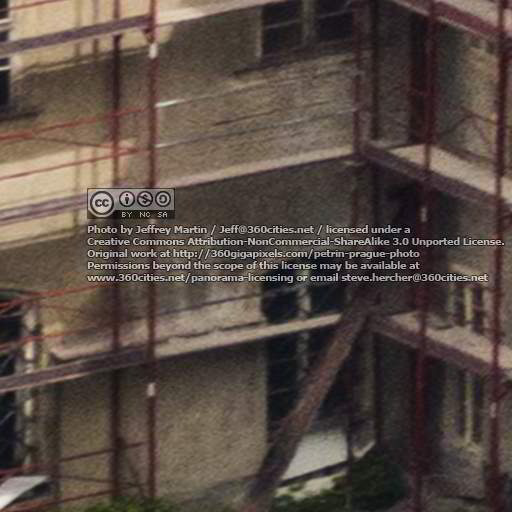 cc BY NC SA
Photo by Jeffrey Martin / Jeff@360cities.net / licensed under a
Creative Commons Attribution-NonCommercial-ShareAlike 3.0 Unported License.
Original work at http://360gigapixels.com/petrin-prague-photo
Permissions beyond the scope of this license may be available at
www.360cities.net/panorama-licensing or email steve.hercher@360cities.net